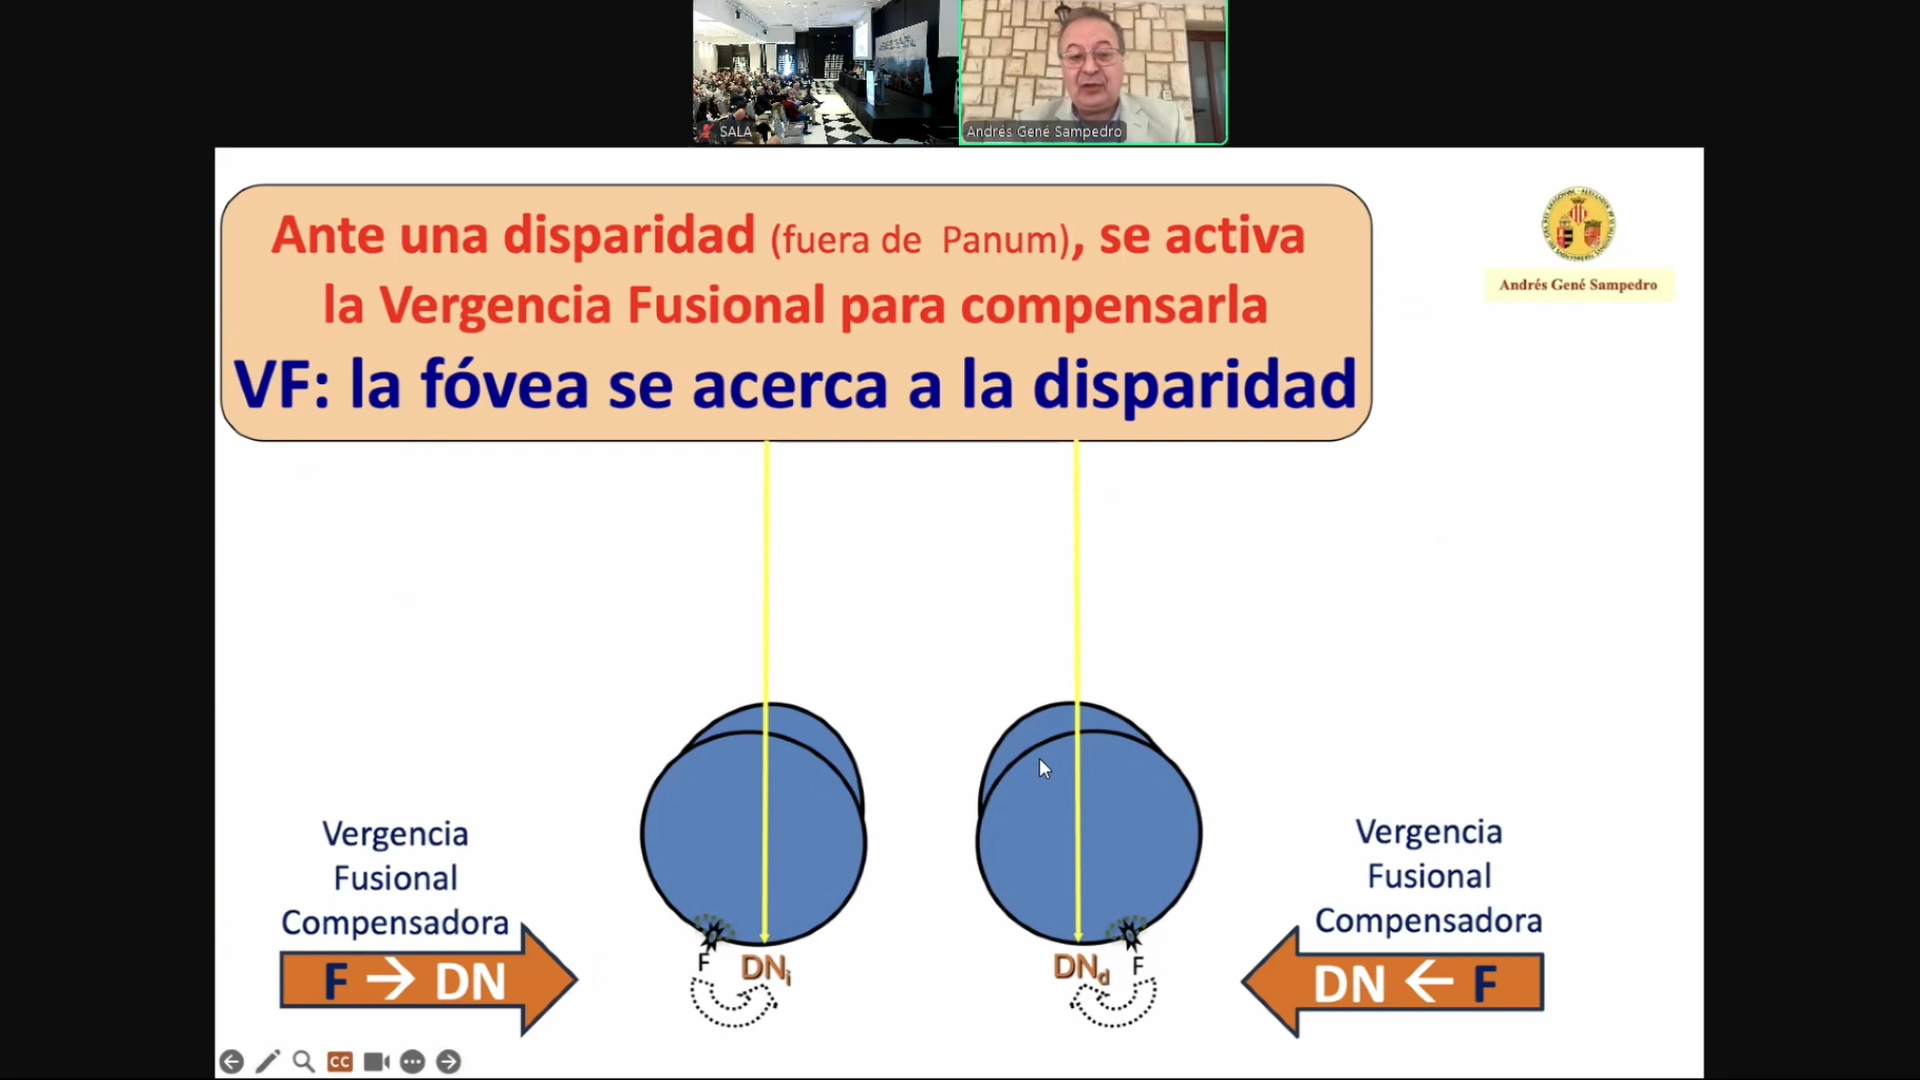 SALA
Andrés Gené Sampedro
Ante una disparidad (fuera de Panum), se activa
la Vergencia Fusional para compensarla
VF: la fóvea se acerca a la disparidad
Andrés Gené Sampedro
Vergencia
Fusional
Compensadora
F → DN
F
DNi
DNd
F
Vergencia
Fusional
Compensadora
DN ← F
CC